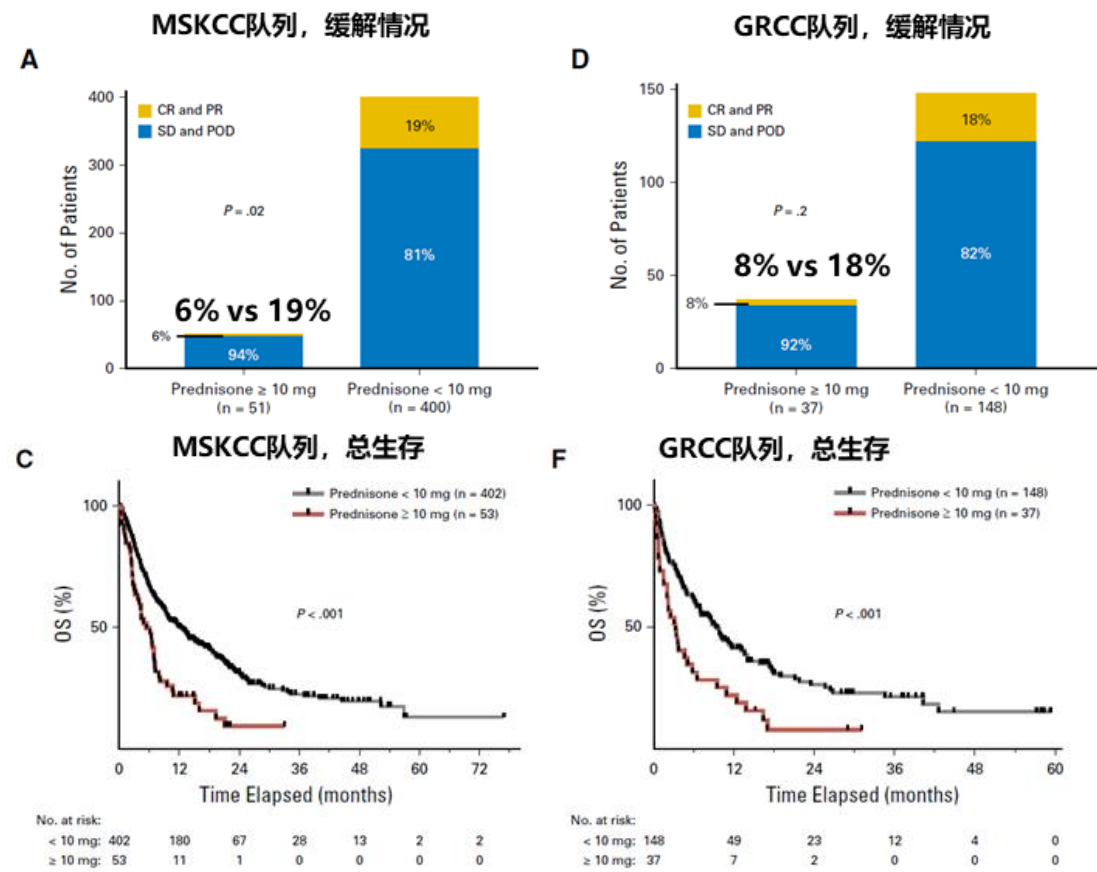 MSKCC队列，缓解情况
A
400
300
200
100
0
No. of Patients
CR and PR
SD and POD
P = .02
19%
81%
6% vs 19%
6%
94%
Prednisone ≥ 10 mg
(n = 51)
Prednisone < 10 mg
(n = 400)
GRCC队列，缓解情况
D
150
100
50
0
No. of Patients
CR and PR
SD and POD
P = .2
18%
82%
8% vs 18%
8%
92%
Prednisone ≥ 10 mg
(n = 37)
Prednisone < 10 mg
(n = 148)
MSKCC队列，总生存
C
100
50
OS (%)
Prednisone < 10 mg (n = 402)
Prednisone ≥ 10 mg (n = 53)
P < .001
0 12 24 36 48 60 72
Time Elapsed (months)
No. at risk:
< 10 mg: 402 180 67 28 13 2 2
≥ 10 mg: 53 11 1 0 0 0 0
GRCC队列，总生存
F
100
50
OS (%)
Prednisone < 10 mg (n = 148)
Prednisone ≥ 10 mg (n = 37)
P < .001
0 12 24 36 48 60
Time Elapsed (months)
No. at risk:
< 10 mg: 148 49 23 12 4 0
≥ 10 mg: 37 7 2 0 0 0